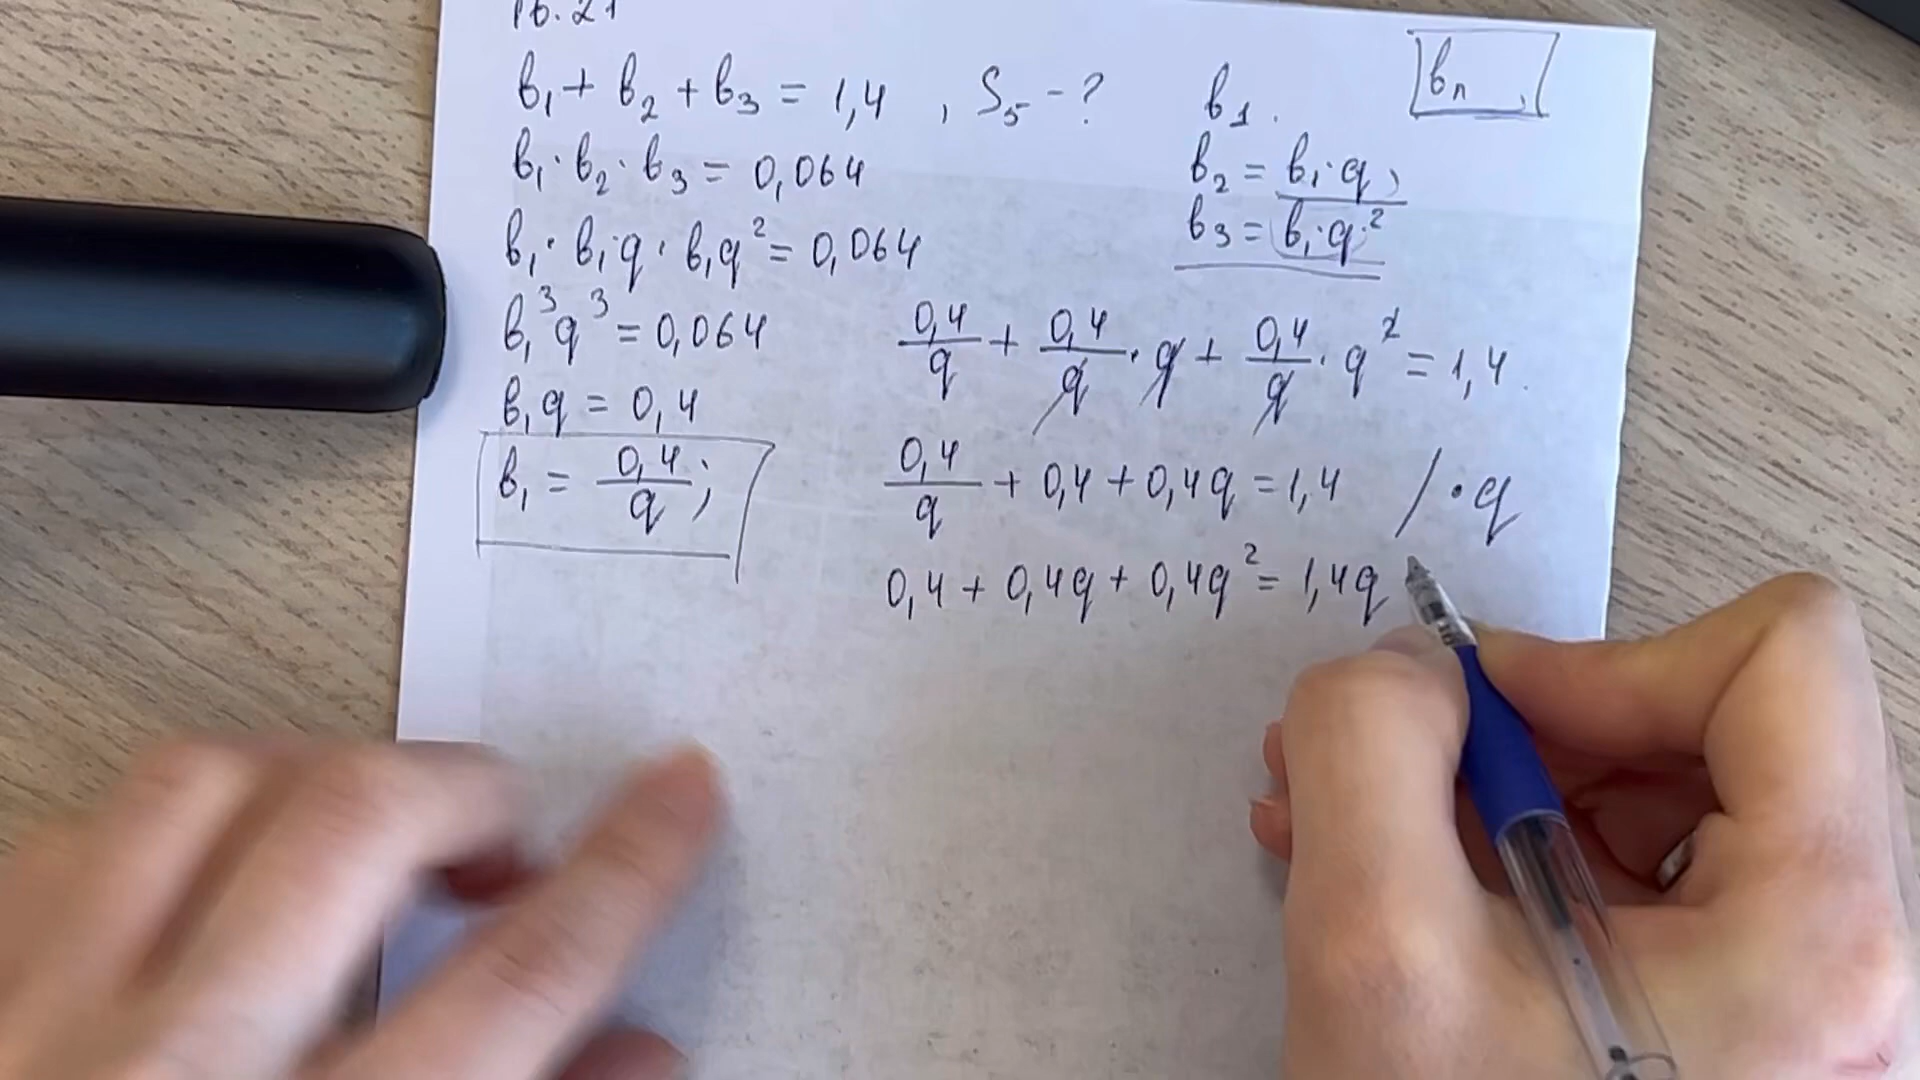 16.21
b₁ + b₂ + b₃ = 1,4 , S₅ - ?
b₁ · b₂ · b₃ = 0,064
b₁ · b₁q · b₁q² = 0,064
b₁³q³ = 0,064
b₁q = 0,4
b₁ = 0,4/q ;
b₁.
b₂ = b₁·q,
b₃ = b₁·q²
bₙ
0,4/q + 0,4/q · q + 0,4/q · q² = 1,4.
0,4/q + 0,4 + 0,4q = 1,4 / · q
0,4 + 0,4q + 0,4q² = 1,4q